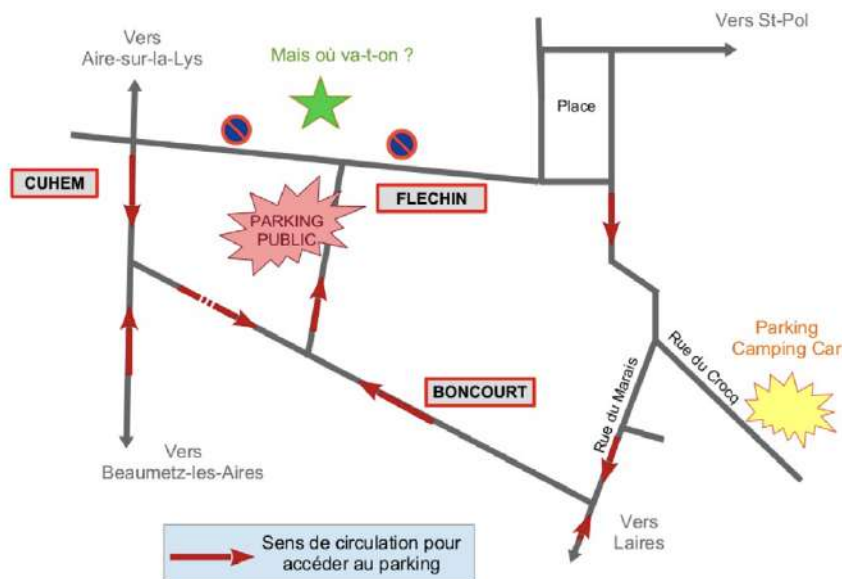 Vers
Aire-sur-la-Lys
Mais où va-t-on ?
Vers St-Pol
Place
CUHEM
FLECHIN
PARKING
PUBLIC
Parking
Camping Car
Rue du Crocq
Rue du Marais
BONCOURT
Vers
Beaumetz-les-Aires
Vers
Laires
Sens de circulation pour
accéder au parking